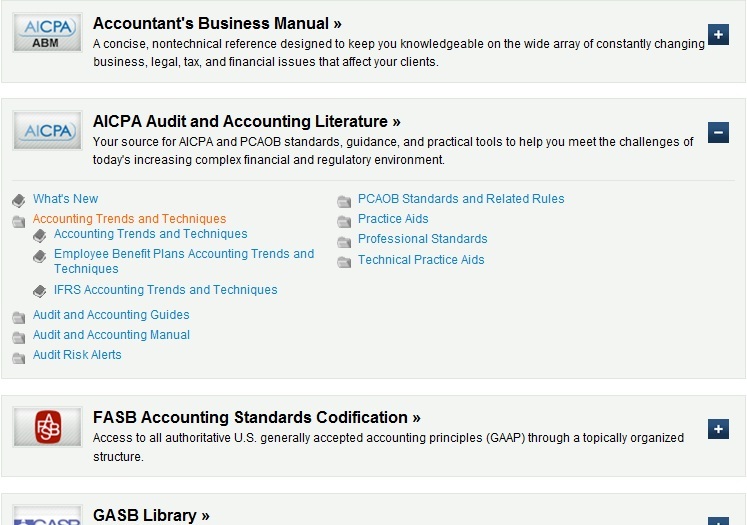 AICPA
ABM
Accountant's Business Manual »
A concise, nontechnical reference designed to keep you knowledgeable on the wide array of constantly changing
business, legal, tax, and financial issues that affect your clients.
AICPA
AICPA Audit and Accounting Literature »
Your source for AICPA and PCAOB standards, guidance, and practical tools to help you meet the challenges of
today's increasing complex financial and regulatory environment.
What's New
Accounting Trends and Techniques
Accounting Trends and Techniques
Employee Benefit Plans Accounting Trends and
Techniques
IFRS Accounting Trends and Techniques
Audit and Accounting Guides
Audit and Accounting Manual
Audit Risk Alerts
PCAOB Standards and Related Rules
Practice Aids
Professional Standards
Technical Practice Aids
FASB
FASB Accounting Standards Codification »
Access to all authoritative U.S. generally accepted accounting principles (GAAP) through a topically organized
structure.
GASB
GASB Library »